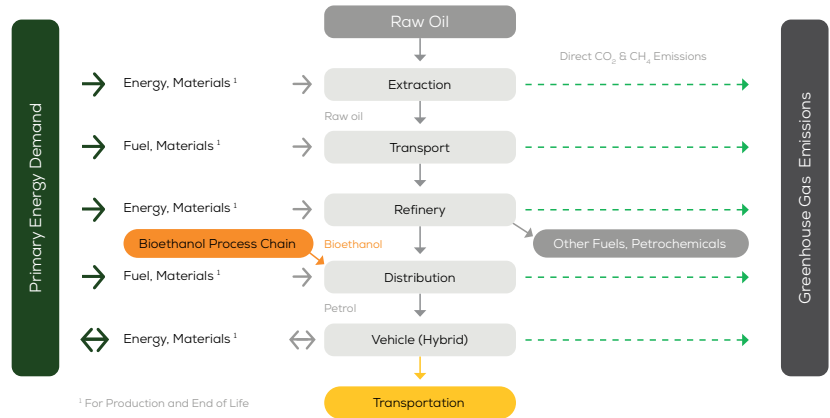 Raw Oil
Direct CO₂ & CH₄ Emissions
Energy, Materials ¹
Extraction
Raw oil
Fuel, Materials ¹
Transport
Primary Energy Demand
Greenhouse Gas Emissions
Energy, Materials ¹
Refinery
Bioethanol Process Chain
Bioethanol
Other Fuels, Petrochemicals
Fuel, Materials ¹
Distribution
Petrol
Energy, Materials ¹
Vehicle (Hybrid)
¹ For Production and End of Life
Transportation